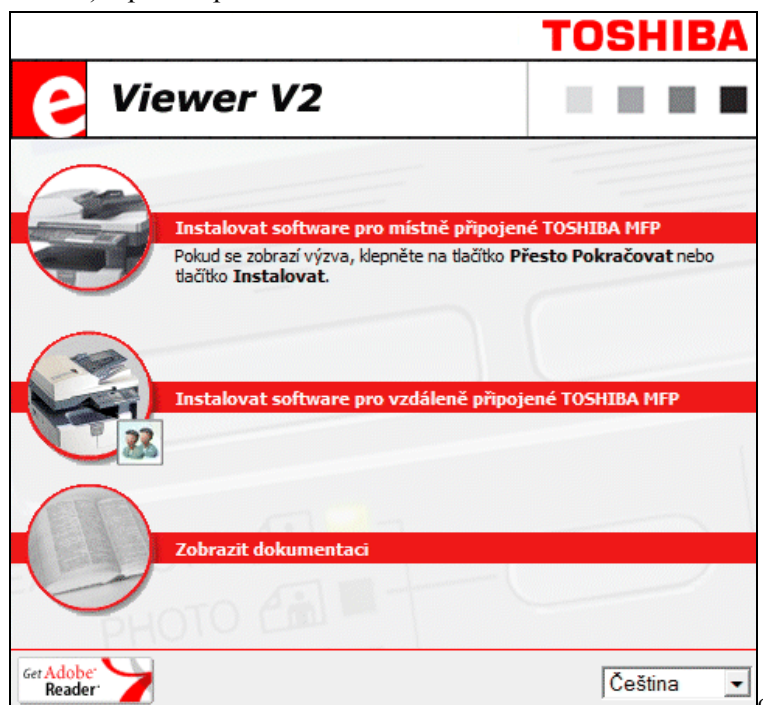 TOSHIBA
e Viewer V2
Instalovat software pro místně připojené TOSHIBA MFP
Pokud se zobrazí výzva, klepněte na tlačítko Přesto Pokračovat nebo
tlačítko Instalovat.
Instalovat software pro vzdáleně připojené TOSHIBA MFP
Zobrazit dokumentaci
PHOTO
Get Adobe
Reader
Čeština